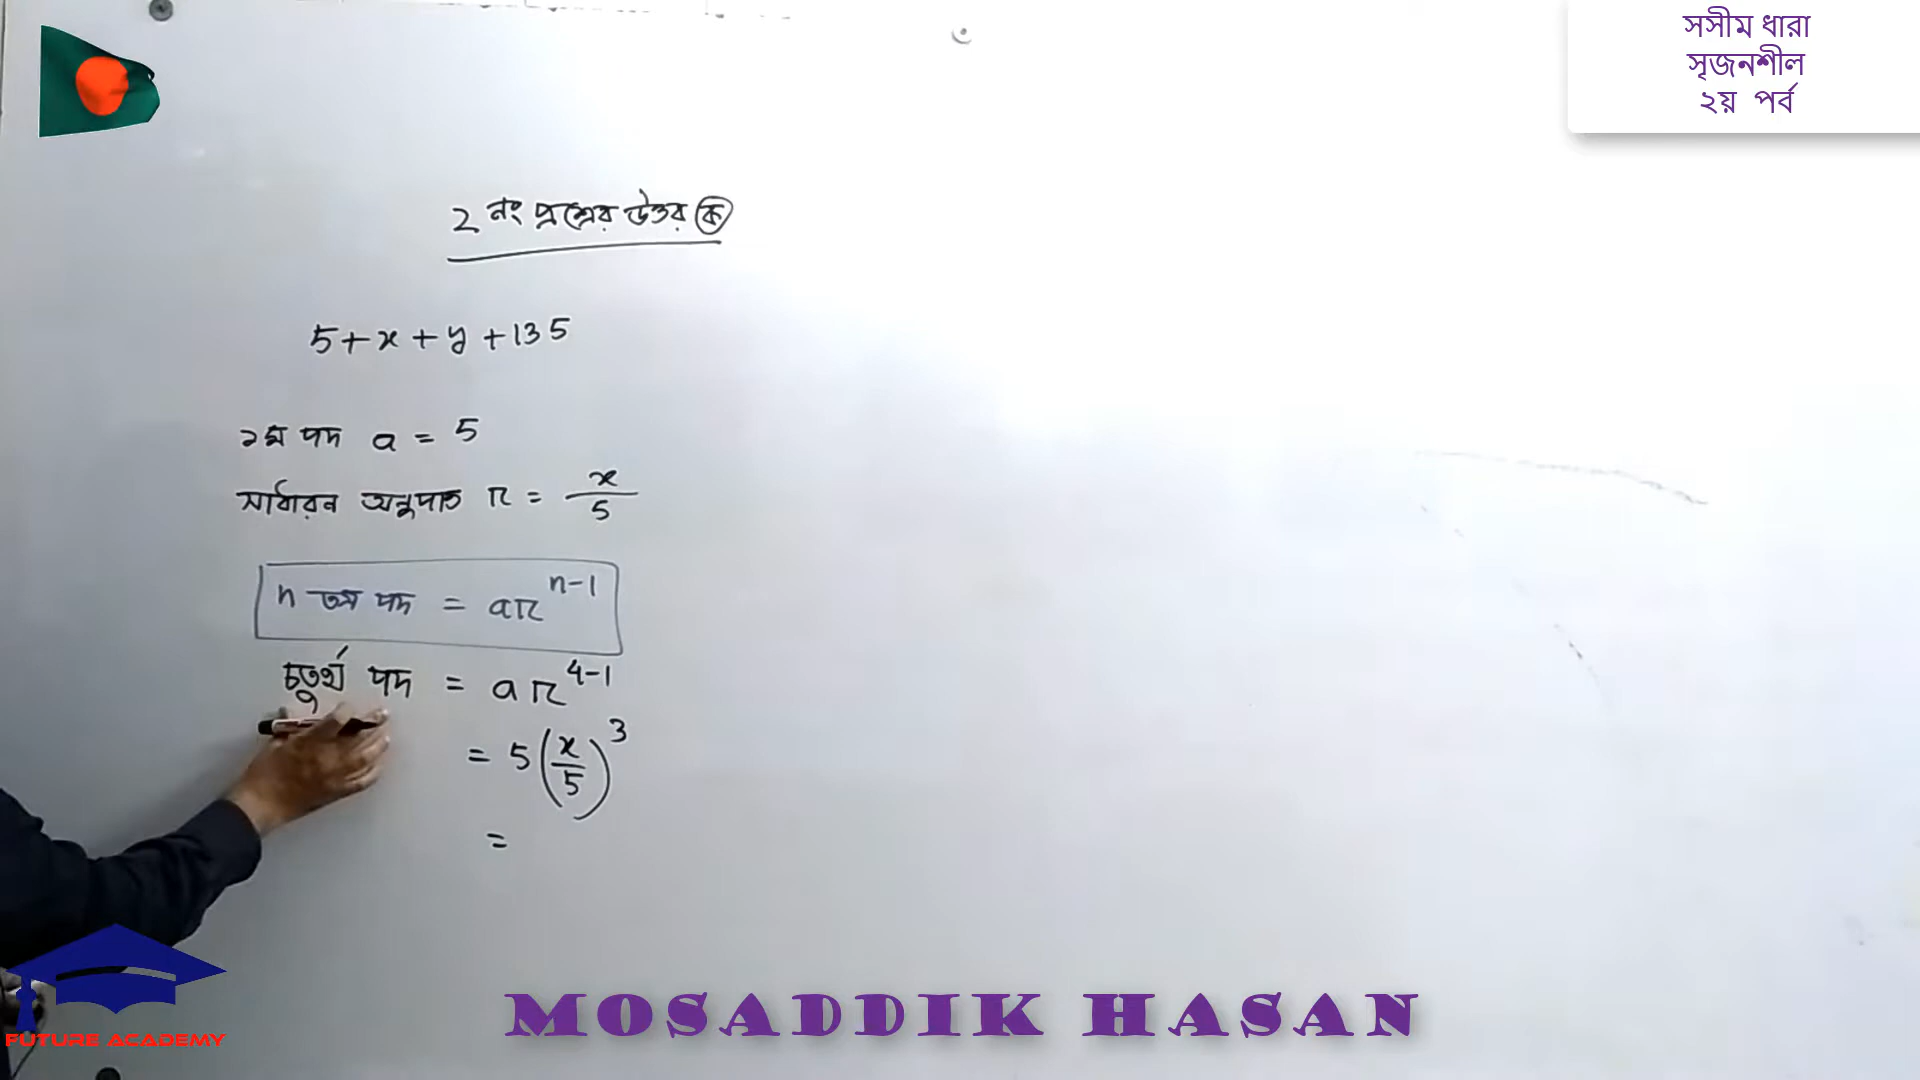 সসীম ধারা
সৃজনশীল
২য় পর্ব
2 নং প্রশ্নের উত্তর (ক)
5+x+y+135
১ম পদ a = 5
সাধারন অনুপাত r = x/5
n তম পদ = ar^(n-1)
চতুর্থ পদ = ar^(4-1)
= 5(x/5)^3
=
MOSADDIK HASAN
FUTURE ACADEMY